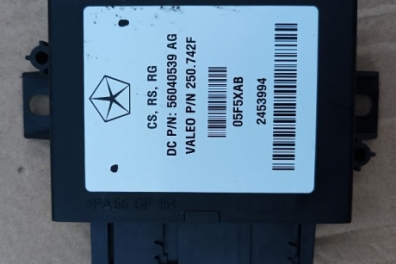 CS, RS, RG
DC P/N: 56040539 AG
VALEO P/N 250.742F
05F5XAB
2453994